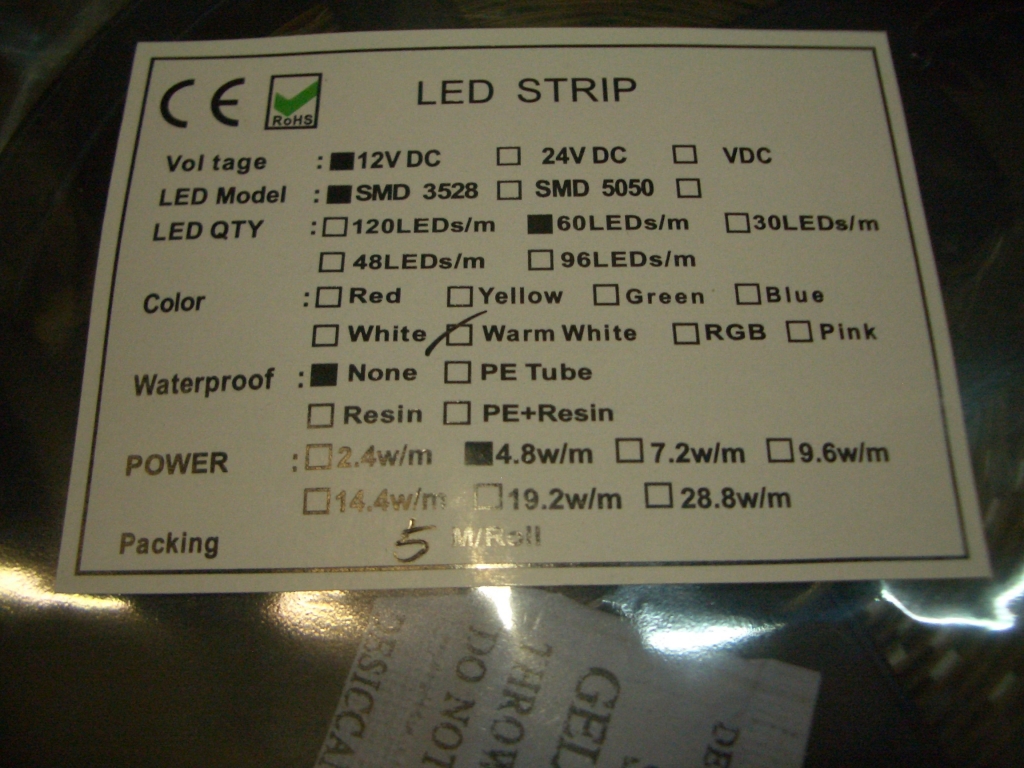 CE RoHS LED STRIP
Vol tage : ■12V DC □ 24V DC □ VDC
LED Model : ■SMD 3528 □ SMD 5050 □
LED QTY : □120LEDs/m ■60LEDs/m □30LEDs/m
□ 48LEDs/m □ 96LEDs/m
Color : □ Red □ Yellow □ Green □ Blue
□ White □ Warm White □ RGB □ Pink
Waterproof : ■ None □ PE Tube
□ Resin □ PE+Resin
POWER : □ 2.4w/m ■ 4.8w/m □ 7.2w/m □ 9.6w/m
□ 14.4w/m □ 19.2w/m □ 28.8w/m
Packing 5 M/Roll
DO NOT
THROW